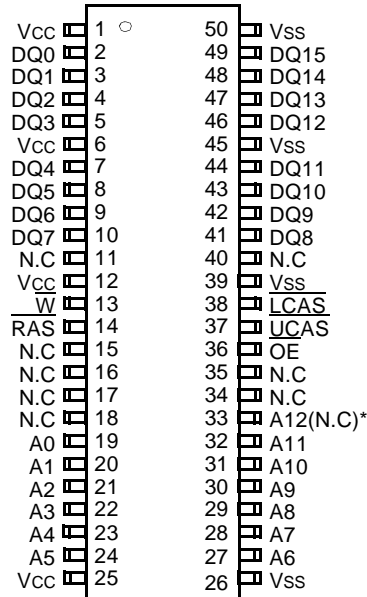 Vcc 1 50 Vss
DQ0 2 49 DQ15
DQ1 3 48 DQ14
DQ2 4 47 DQ13
DQ3 5 46 DQ12
Vcc 6 45 Vss
DQ4 7 44 DQ11
DQ5 8 43 DQ10
DQ6 9 42 DQ9
DQ7 10 41 DQ8
N.C 11 40 N.C
Vcc 12 39 Vss
W 13 38 LCAS
RAS 14 37 UCAS
N.C 15 36 OE
N.C 16 35 N.C
N.C 17 34 N.C
N.C 18 33 A12(N.C)*
A0 19 32 A11
A1 20 31 A10
A2 21 30 A9
A3 22 29 A8
A4 23 28 A7
A5 24 27 A6
Vcc 25 26 Vss